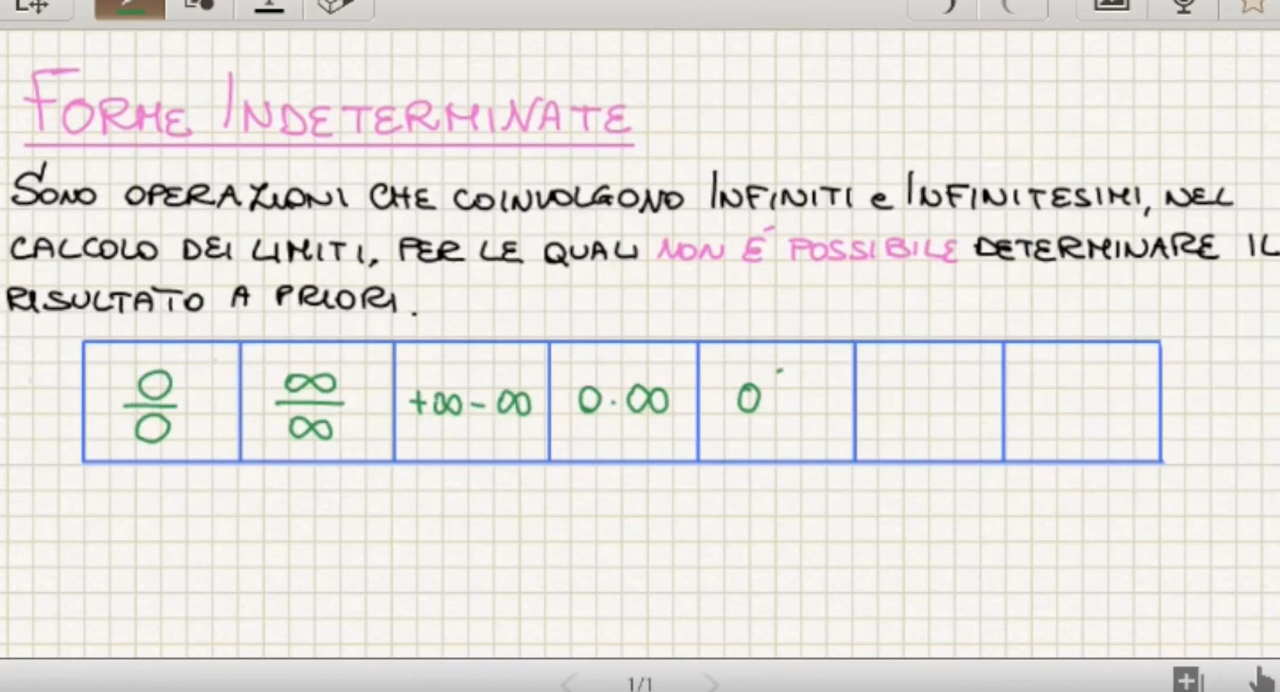 FORME INDETERMINATE
SONO OPERAZIONI CHE COINVOLGONO INFINITI e INFINITESIMI, NEL
CALCOLO DEI LIMITI, PER LE QUALI NON É POSSIBILE DETERMINARE IL
RISULTATO A PRIORI.
0/0 ∞/∞ +∞-∞ 0·∞ 0
1/1